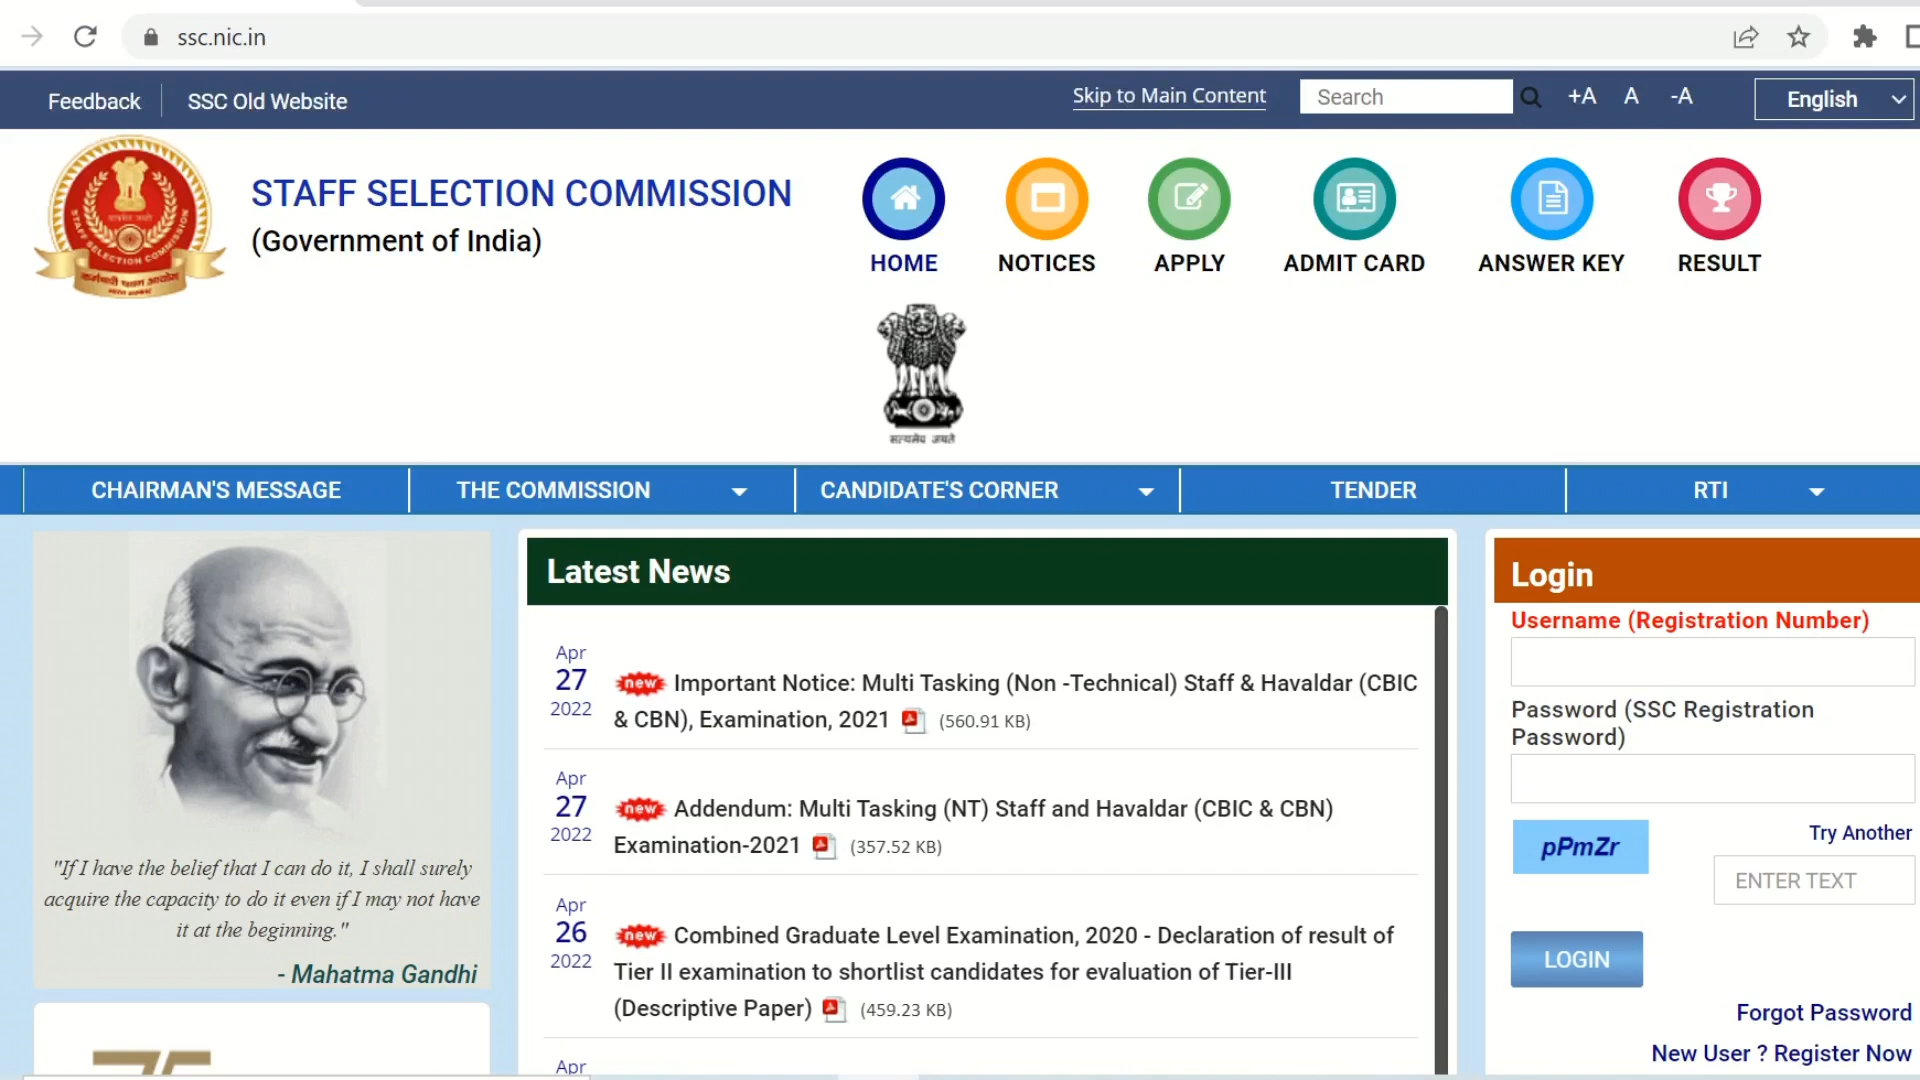 ssc.nic.in
Feedback
SSC Old Website
Skip to Main Content
Search
+A
A
-A
English
STAFF SELECTION COMMISSION
(Government of India)
HOME
NOTICES
APPLY
ADMIT CARD
ANSWER KEY
RESULT
सत्यमेव जयते
CHAIRMAN'S MESSAGE
THE COMMISSION
CANDIDATE'S CORNER
TENDER
RTI
"If I have the belief that I can do it, I shall surely
acquire the capacity to do it even if I may not have
it at the beginning."
- Mahatma Gandhi
75
Latest News
Apr
27
2022
new Important Notice: Multi Tasking (Non -Technical) Staff & Havaldar (CBIC
& CBN), Examination, 2021 (560.91 KB)
Apr
27
2022
new Addendum: Multi Tasking (NT) Staff and Havaldar (CBIC & CBN)
Examination-2021 (357.52 KB)
Apr
26
2022
new Combined Graduate Level Examination, 2020 - Declaration of result of
Tier II examination to shortlist candidates for evaluation of Tier-III
(Descriptive Paper) (459.23 KB)
Apr
Login
Username (Registration Number)
Password (SSC Registration
Password)
pPmZr
Try Another
ENTER TEXT
LOGIN
Forgot Password
New User ? Register Now